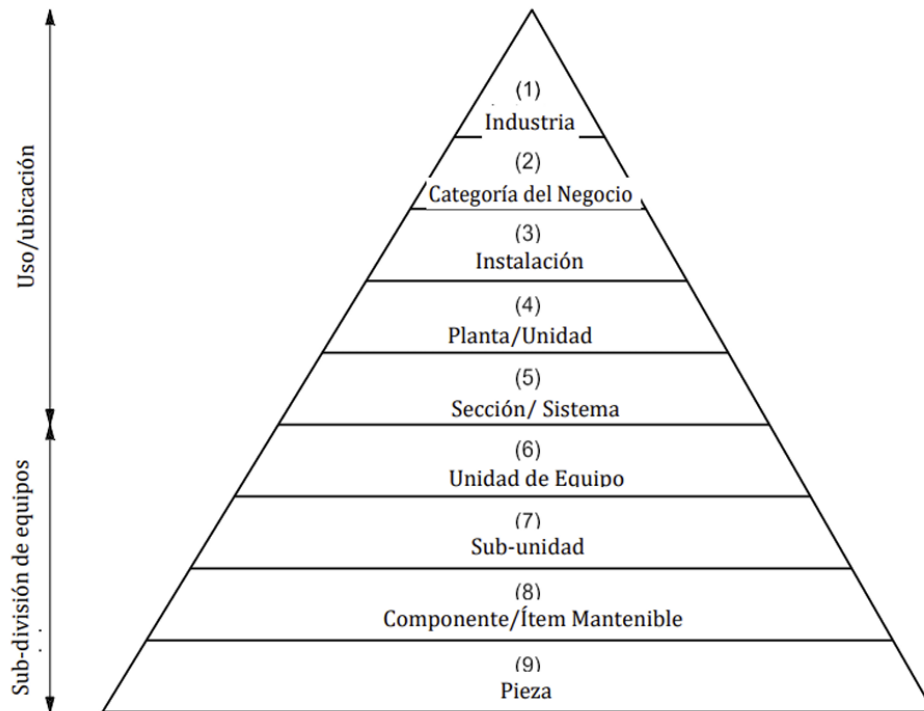 (1)
Industria
(2)
Categoría del Negocio
(3)
Instalación
(4)
Planta/Unidad
(5)
Sección/ Sistema
(6)
Unidad de Equipo
(7)
Sub-unidad
(8)
Componente/Ítem Mantenible
(9)
Pieza
Uso/ubicación
Sub-división de equipos